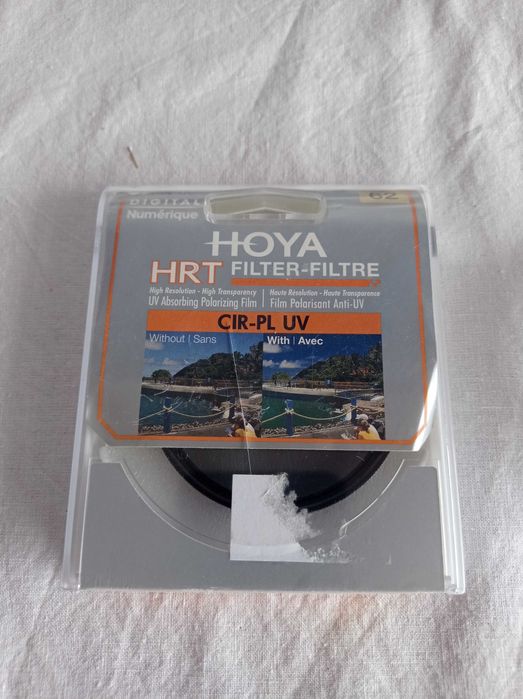 DIGITAL
Numérique
62
HOYA
HRT FILTER-FILTRE
High Resolution - High Transparency | Haute Résolution - Haute Transparence
UV Absorbing Polarizing Film | Film Polarisant Anti-UV
CIR-PL UV
Without | Sans
With | Avec